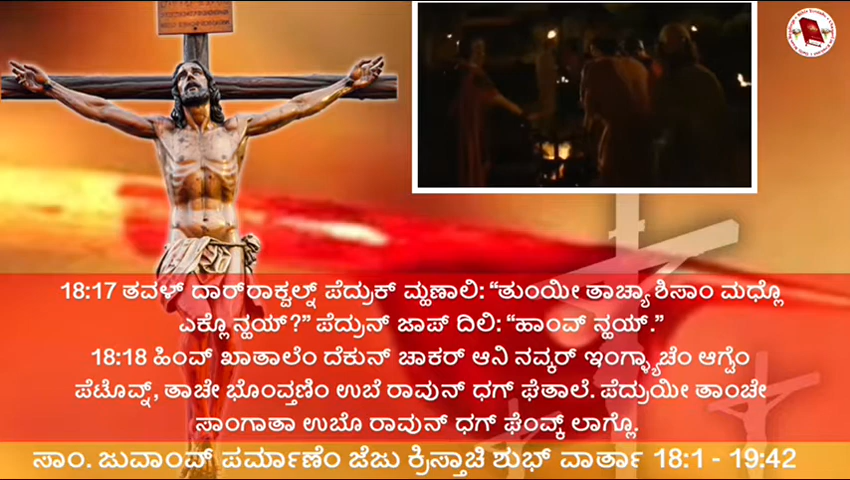 18:17 ತವಳ್ ದಾರ್‌ರಾಕ್ವಲ್ನ್ ಪೆದ್ರುಕ್ ಮ್ಹಣಾಲಿ: “ತುಂಯೀ ತಾಚ್ಯಾ ಶಿಸಾಂ ಮಧ್ಲೊ
ಎಕ್ಲೊ ನ್ಹಯ್?” ಪೆದ್ರುನ್ ಜಾಪ್ ದಿಲಿ: “ಹಾಂವ್ ನ್ಹಯ್.”
18:18 ಹಿಂವ್ ಖಾತಾಲೆಂ ದೆಕುನ್ ಚಾಕರ್ ಆನಿ ನವ್ಕರ್ ಇಂಗ್ಳ್ಯಾಚೆಂ ಆಗ್ಟೆಂ
ಪೆಟೊವ್ನ್, ತಾಚೇ ಭೊಂವ್ತಣಿಂ ಉಬೆ ರಾವುನ್ ಧಗ್ ಘೆತಾಲೆ. ಪೆದ್ರುಯೀ ತಾಂಚೇ
ಸಾಂಗಾತಾ ಉಬೊ ರಾವುನ್ ಧಗ್ ಘೆಂವ್ಕ್ ಲಾಗ್ಲೊ.
ಸಾಂ. ಜುವಾಂವ್ ಪರ್ಮಾಣೆಂ ಜೆಜು ಕ್ರಿಸ್ತಾಚಿ ಶುಭ್ ವಾರ್ತಾ 18:1 - 19:42